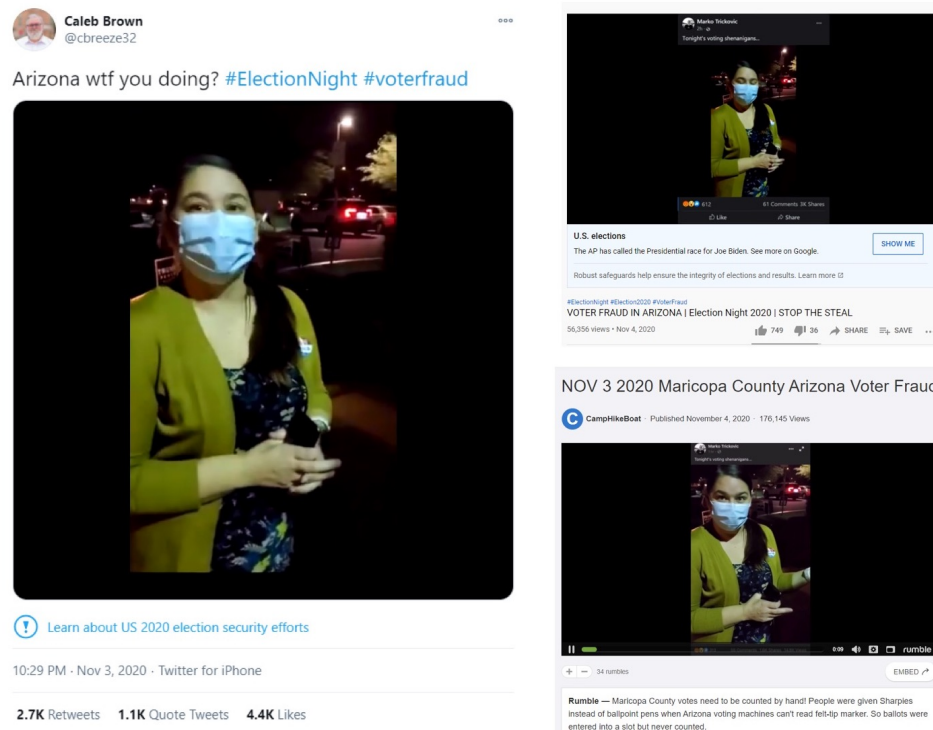 Caleb Brown
@cbreeze32
Arizona wtf you doing? #ElectionNight #voterfraud
Learn about US 2020 election security efforts
10:29 PM · Nov 3, 2020 · Twitter for iPhone
2.7K Retweets 1.1K Quote Tweets 4.4K Likes
Marko Trickovic
Tonight's voting shenanigans...
612
61 Comments 3K Shares
Like Share
U.S. elections
The AP has called the Presidential race for Joe Biden. See more on Google.
SHOW ME
Robust safeguards help ensure the integrity of elections and results. Learn more
#ElectionNight #Election2020 #VoterFraud
VOTER FRAUD IN ARIZONA | Election Night 2020 | STOP THE STEAL
56,356 views • Nov 4, 2020
749 36 SHARE SAVE
NOV 3 2020 Maricopa County Arizona Voter Fraud
C CampHikeBoat · Published November 4, 2020 · 176,145 Views
Marko Trickovic
Tonight's voting shenanigans...
0:09 rumble
+ − 34 rumbles
EMBED
Rumble — Maricopa County votes need to be counted by hand! People were given Sharpies
instead of ballpoint pens when Arizona voting machines can't read felt-tip marker. So ballots were
entered into a slot but never counted.